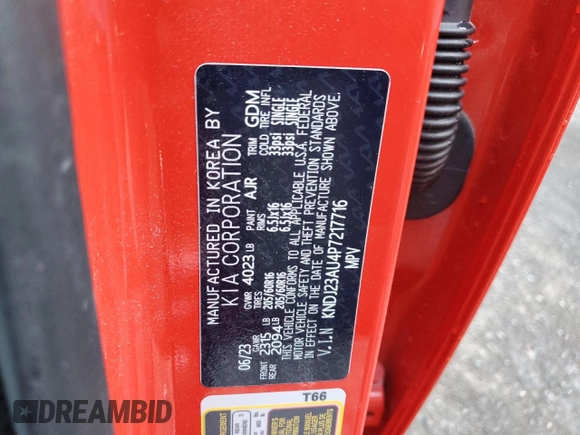 MANUFACTURED IN KOREA BY
KIA CORPORATION
06/23 GVWR 4023 LB PAINT AJR TRIM GDM
GAWR TIRES RIMS COLD TIRE INFL
FRONT 2315 LB 205/60R16 6.5Jx16 33psi SINGLE
REAR 2094 LB 205/60R16 6.5Jx16 33psi SINGLE
THIS VEHICLE CONFORMS TO ALL APPLICABLE U.S.A. FEDERAL
MOTOR VEHICLE SAFETY AND THEFT PREVENTION STANDARDS
IN EFFECT ON THE DATE OF MANUFACTURE SHOWN ABOVE.
V.I.N KNDJ23AU4P7217716
MPV
T66
DREAMBID